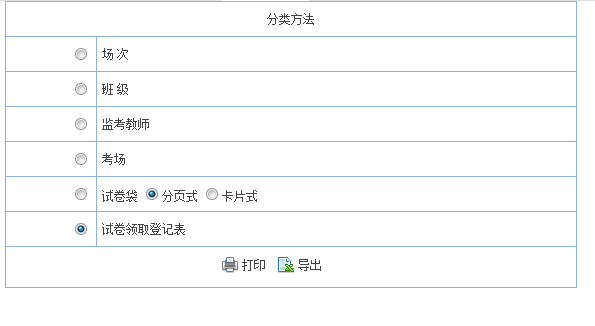 分类方法
场 次
班 级
监考教师
考场
试卷袋 分页式 卡片式
试卷领取登记表
打印 导出